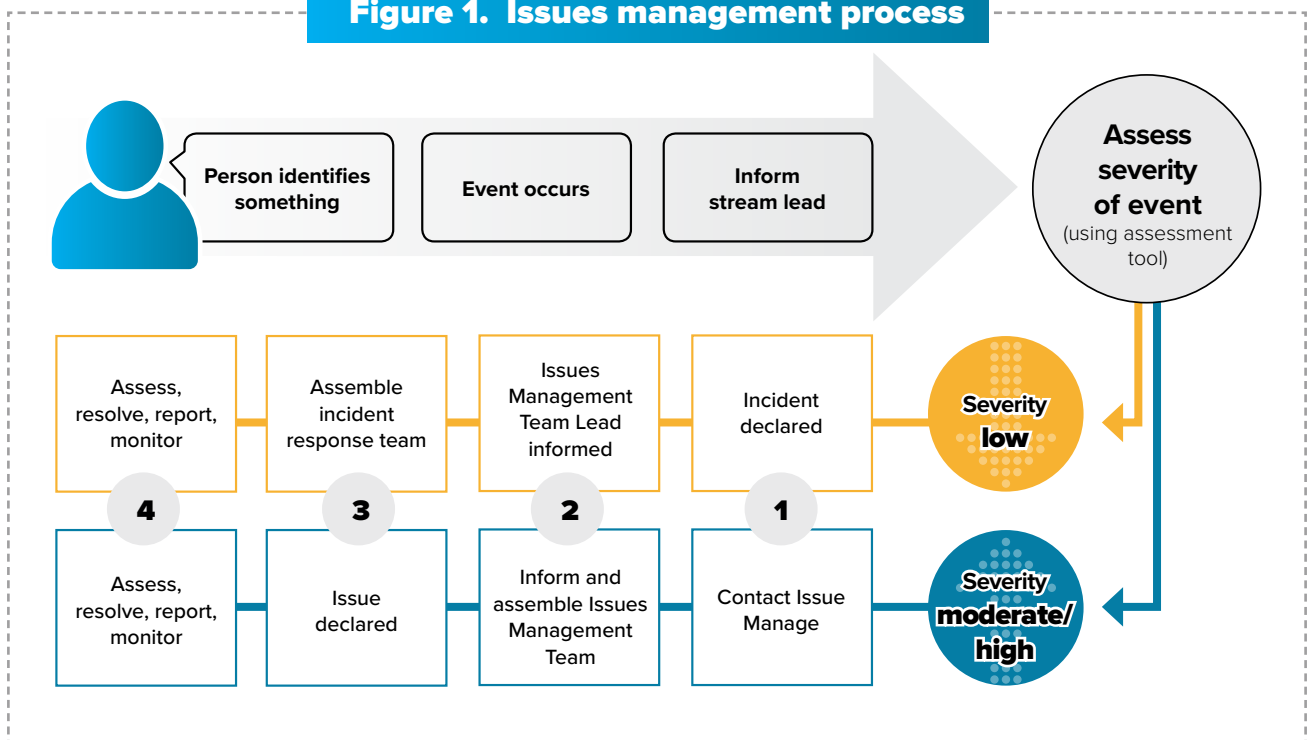 Figure 1. Issues management process
Person identifies
something
Event occurs
Inform
stream lead
Assess
severity
of event
(using assessment
tool)
Severity
low
Incident
declared
Issues
Management
Team Lead
informed
Assemble
incident
response team
Assess,
resolve, report,
monitor
1
2
3
4
Severity
moderate/
high
Contact Issue
Manage
Inform and
assemble Issues
Management
Team
Issue
declared
Assess,
resolve, report,
monitor